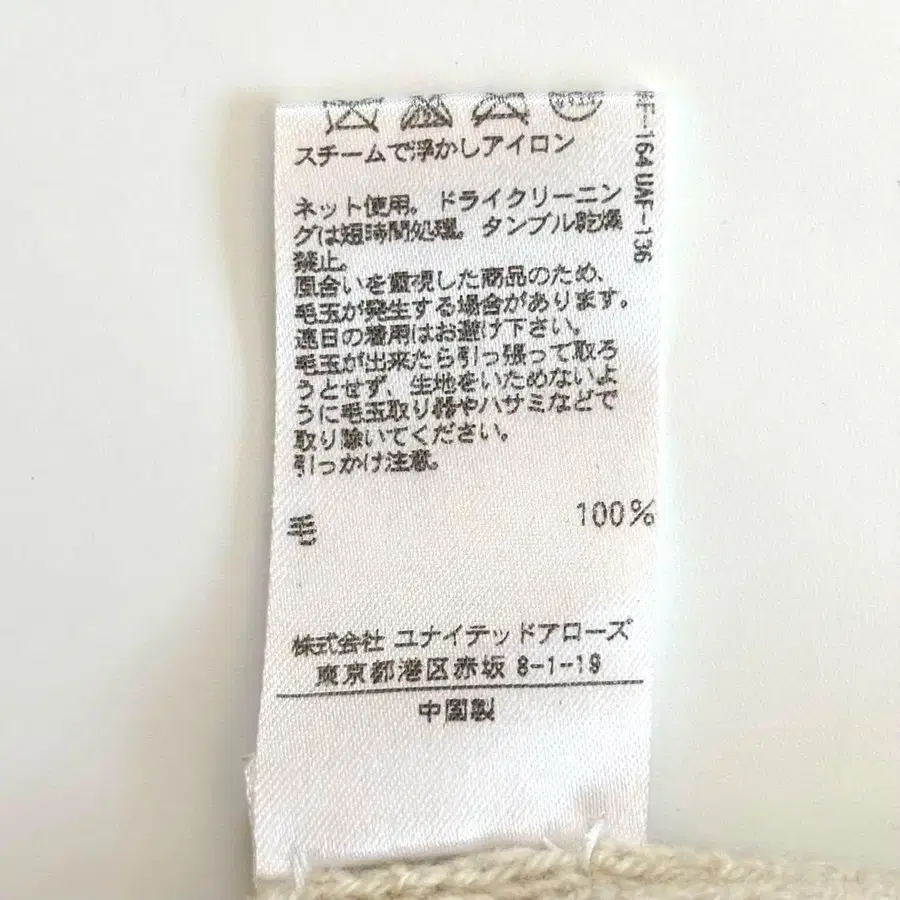 スチームで浮かしアイロン
ネット使用。ドライクリーニン
グは短時間処理。タンブル乾燥
禁止。
風合いを重視した商品のため、
毛玉が発生する場合があります。
連日の着用はお避け下さい。
毛玉が出来たら引っ張って取ろ
うとせず、生地をいためないよ
うに毛玉取り器やハサミなどで
取り除いてください。
引っかけ注意。
毛 100%
株式会社 ユナイテッドアローズ
東京都港区赤坂 8-1-19
中国製
164 UAF-136